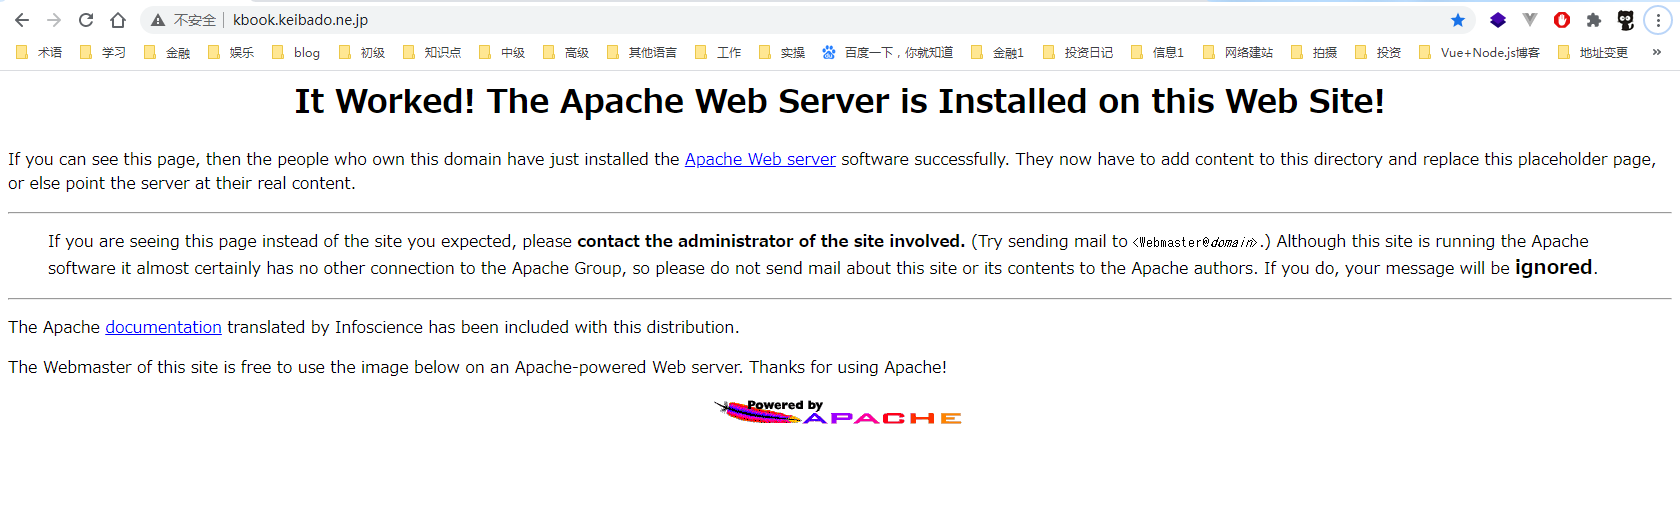 不安全 | kbook.keibado.ne.jp
术语 学习 金融 娱乐 blog 初级 知识点 中级 高级 其他语言 工作 实操 百度一下，你就知道 金融1 投资日记 信息1 网络建站 拍摄 投资 Vue+Node.js博客 地址变更 »
It Worked! The Apache Web Server is Installed on this Web Site!
If you can see this page, then the people who own this domain have just installed the Apache Web server software successfully. They now have to add content to this directory and replace this placeholder page,
or else point the server at their real content.
If you are seeing this page instead of the site you expected, please contact the administrator of the site involved. (Try sending mail to <Webmaster@domain>.) Although this site is running the Apache
software it almost certainly has no other connection to the Apache Group, so please do not send mail about this site or its contents to the Apache authors. If you do, your message will be ignored.
The Apache documentation translated by Infoscience has been included with this distribution.
The Webmaster of this site is free to use the image below on an Apache-powered Web server. Thanks for using Apache!
Powered by
APACHE